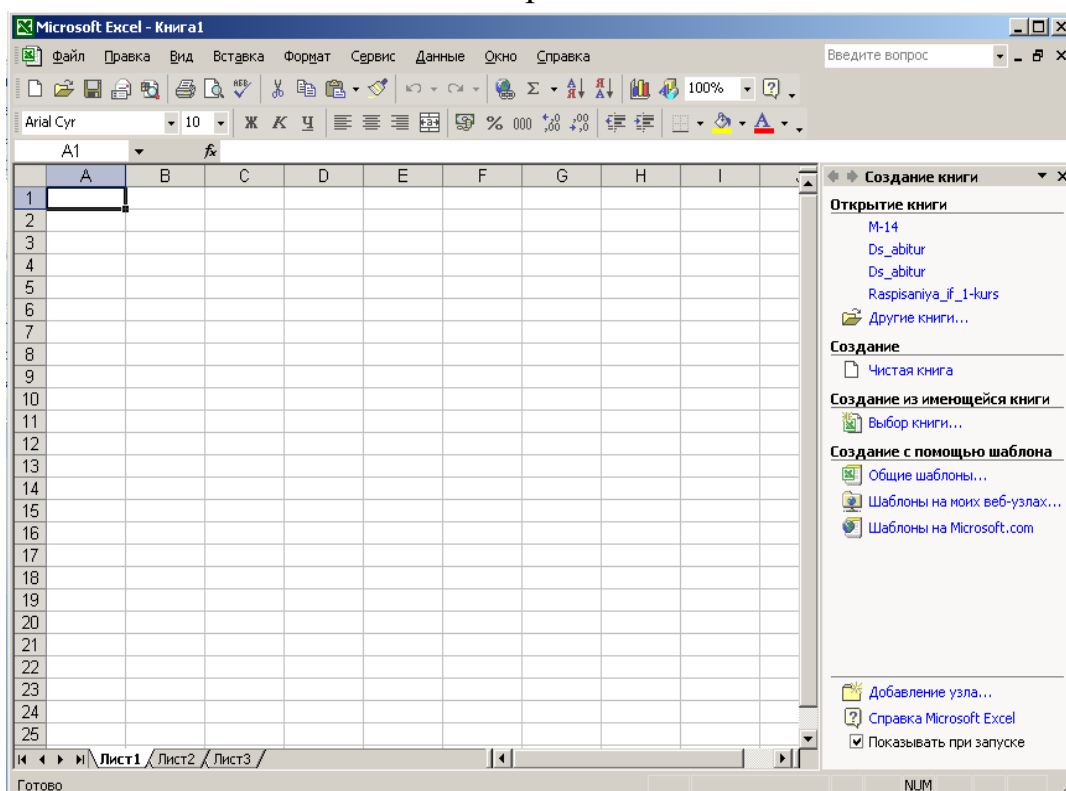 Microsoft Excel - Книга1
Файл Правка Вид Вставка Формат Сервис Данные Окно Справка Введите вопрос
100%
Arial Cyr 10 Ж К Ч % 000
A1 fx
A B C D E F G H I
1
2
3
4
5
6
7
8
9
10
11
12
13
14
15
16
17
18
19
20
21
22
23
24
25
Создание книги
Открытие книги
M-14
Ds_abitur
Ds_abitur
Raspisaniya_if_1-kurs
Другие книги...
Создание
Чистая книга
Создание из имеющейся книги
Выбор книги...
Создание с помощью шаблона
Общие шаблоны...
Шаблоны на моих веб-узлах...
Шаблоны на Microsoft.com
Добавление узла...
Справка Microsoft Excel
Показывать при запуске
Лист1 Лист2 Лист3
Готово NUM